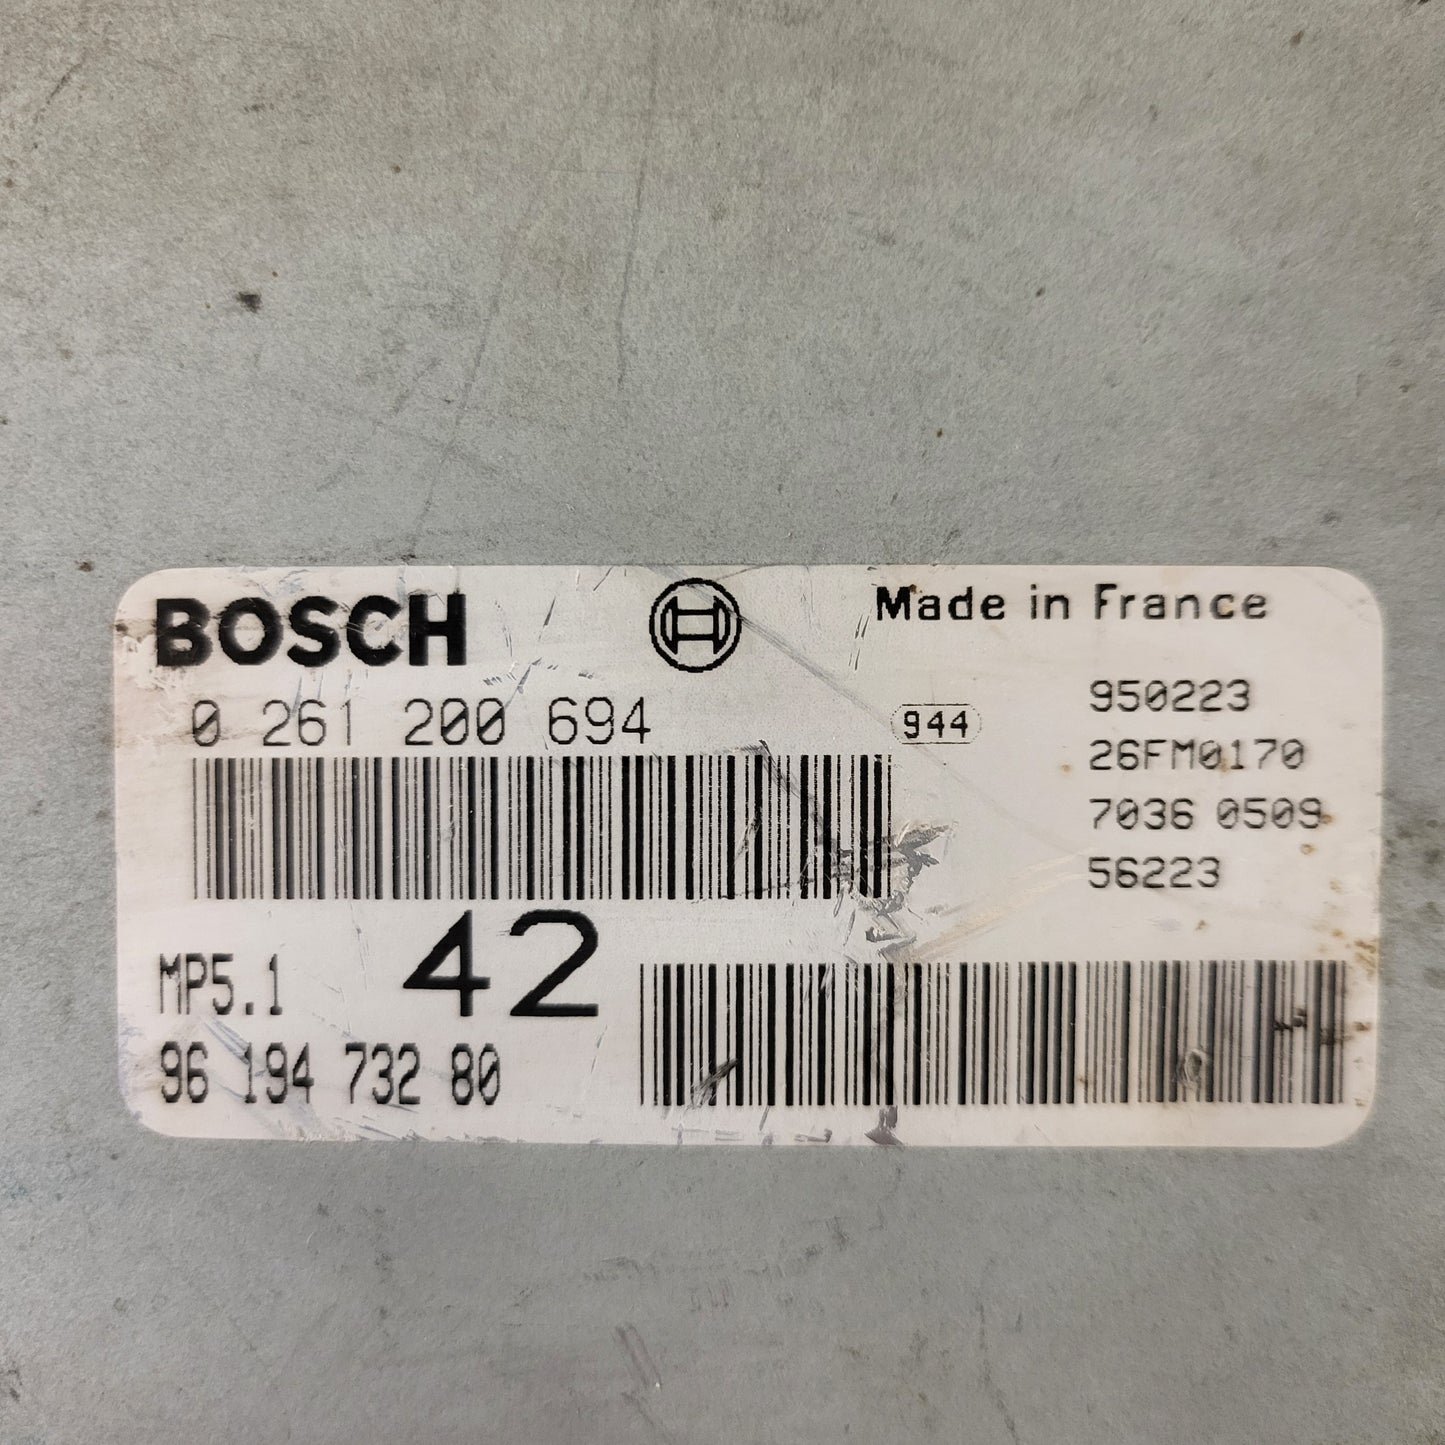 BOSCH
Made in France
0 261 200 694
944
950223
26FM0170
7036 0509
56223
MP5.1
42
96 194 732 80